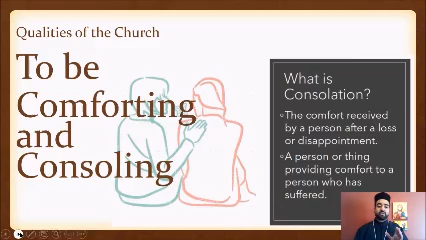 Qualities of the Church
To be
Comforting
and
Consoling
What is
Consolation?
The comfort received
by a person after a loss
or disappointment.
A person or thing
providing comfort to a
person who has
suffered.